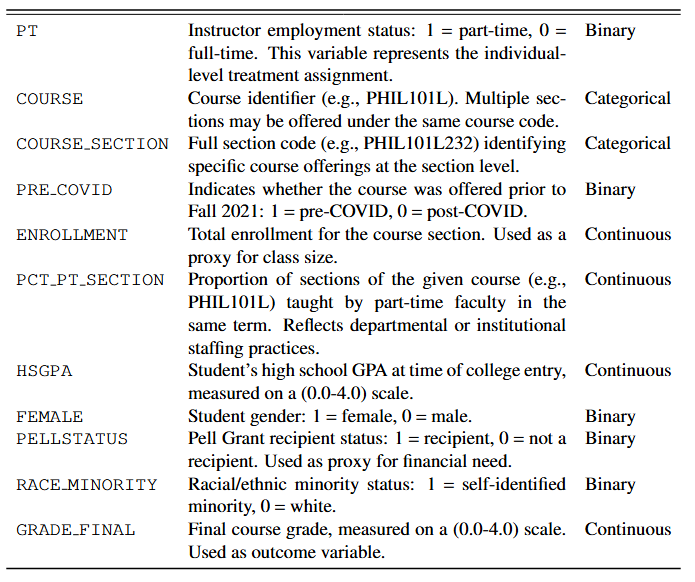 PT Instructor employment status: 1 = part-time, 0 = Binary
full-time. This variable represents the individual-
level treatment assignment.
COURSE Course identifier (e.g., PHIL101L). Multiple sec- Categorical
tions may be offered under the same course code.
COURSE_SECTION Full section code (e.g., PHIL101L232) identifying Categorical
specific course offerings at the section level.
PRE_COVID Indicates whether the course was offered prior to Binary
Fall 2021: 1 = pre-COVID, 0 = post-COVID.
ENROLLMENT Total enrollment for the course section. Used as a Continuous
proxy for class size.
PCT_PT_SECTION Proportion of sections of the given course (e.g., Continuous
PHIL101L) taught by part-time faculty in the
same term. Reflects departmental or institutional
staffing practices.
HSGPA Student's high school GPA at time of college entry, Continuous
measured on a (0.0-4.0) scale.
FEMALE Student gender: 1 = female, 0 = male. Binary
PELLSTATUS Pell Grant recipient status: 1 = recipient, 0 = not a Binary
recipient. Used as proxy for financial need.
RACE_MINORITY Racial/ethnic minority status: 1 = self-identified Binary
minority, 0 = white.
GRADE_FINAL Final course grade, measured on a (0.0-4.0) scale. Continuous
Used as outcome variable.